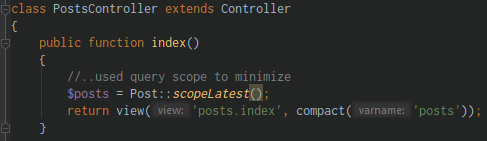 class PostsController extends Controller
{
    public function index()
    {
        //..used query scope to minimize
        $posts = Post::scopeLatest();
        return view( view: 'posts.index', compact( varname: 'posts'));
    }